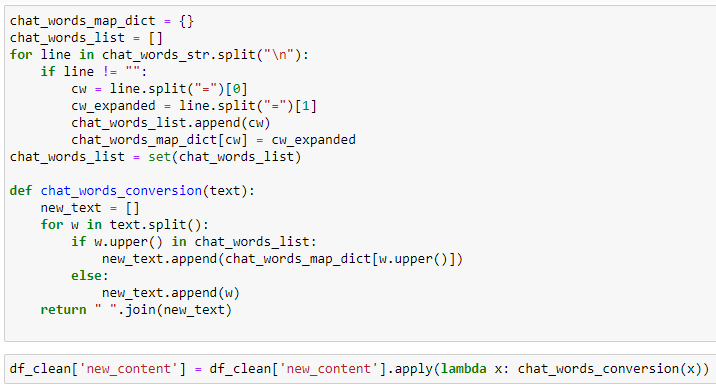 chat_words_map_dict = {}
chat_words_list = []
for line in chat_words_str.split("\n"):
    if line != "":
        cw = line.split("=")[0]
        cw_expanded = line.split("=")[1]
        chat_words_list.append(cw)
        chat_words_map_dict[cw] = cw_expanded
chat_words_list = set(chat_words_list)

def chat_words_conversion(text):
    new_text = []
    for w in text.split():
        if w.upper() in chat_words_list:
            new_text.append(chat_words_map_dict[w.upper()])
        else:
            new_text.append(w)
    return " ".join(new_text)

df_clean['new_content'] = df_clean['new_content'].apply(lambda x: chat_words_conversion(x))